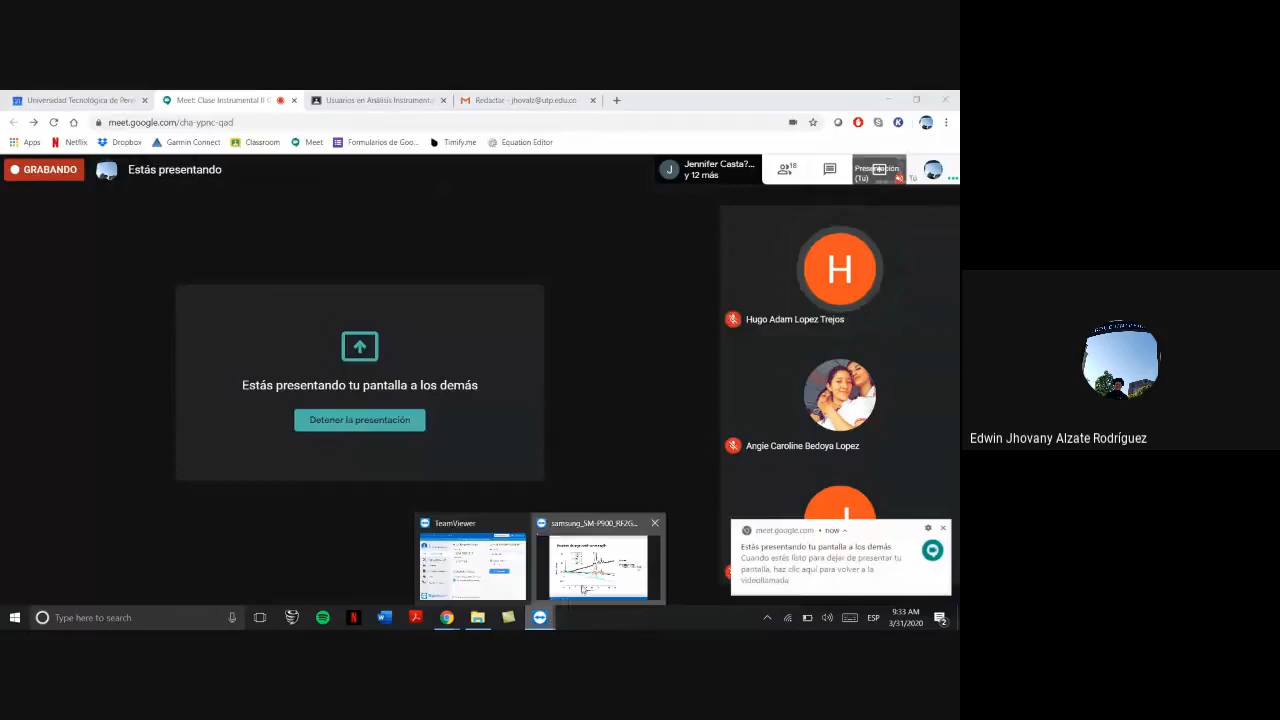 Universidad Tecnológica de Perei
Meet: Clase Instrumental II G
Usuarios en Análisis Instrumenta
Redactar - jhovalz@utp.edu.co
meet.google.com/cha-ypnc-qad
Apps
Netflix
Dropbox
Garmin Connect
Classroom
Meet
Formularios de Goo...
Timify.me
Equation Editor
GRABANDO
Estás presentando
J
Jennifer Casta?...
y 12 más
18
Presentación
(Tu)
Tú
H
Hugo Adam Lopez Trejos
Estás presentando tu pantalla a los demás
Detener la presentación
Edwin Jhovany Alzate Rodríguez
Angie Caroline Bedoya Lopez
TeamViewer
samsung_SM-P900_RF2G...
meet.google.com • now
Estás presentando tu pantalla a los demás
Cuando estés listo para dejar de presentar tu
pantalla, haz clic aquí para volver a la
videollamada
Type here to search
ESP
9:33 AM
3/31/2020
2